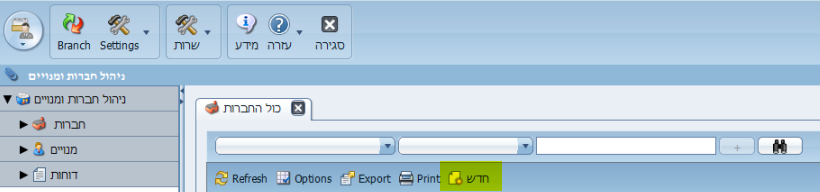 Branch Settings שרות מידע עזרה סגירה
ניהול חברות ומנויים
ניהול חברות ומנויים
כול החברות
חברות
מנויים
דוחות
Refresh Options Export Print חדש